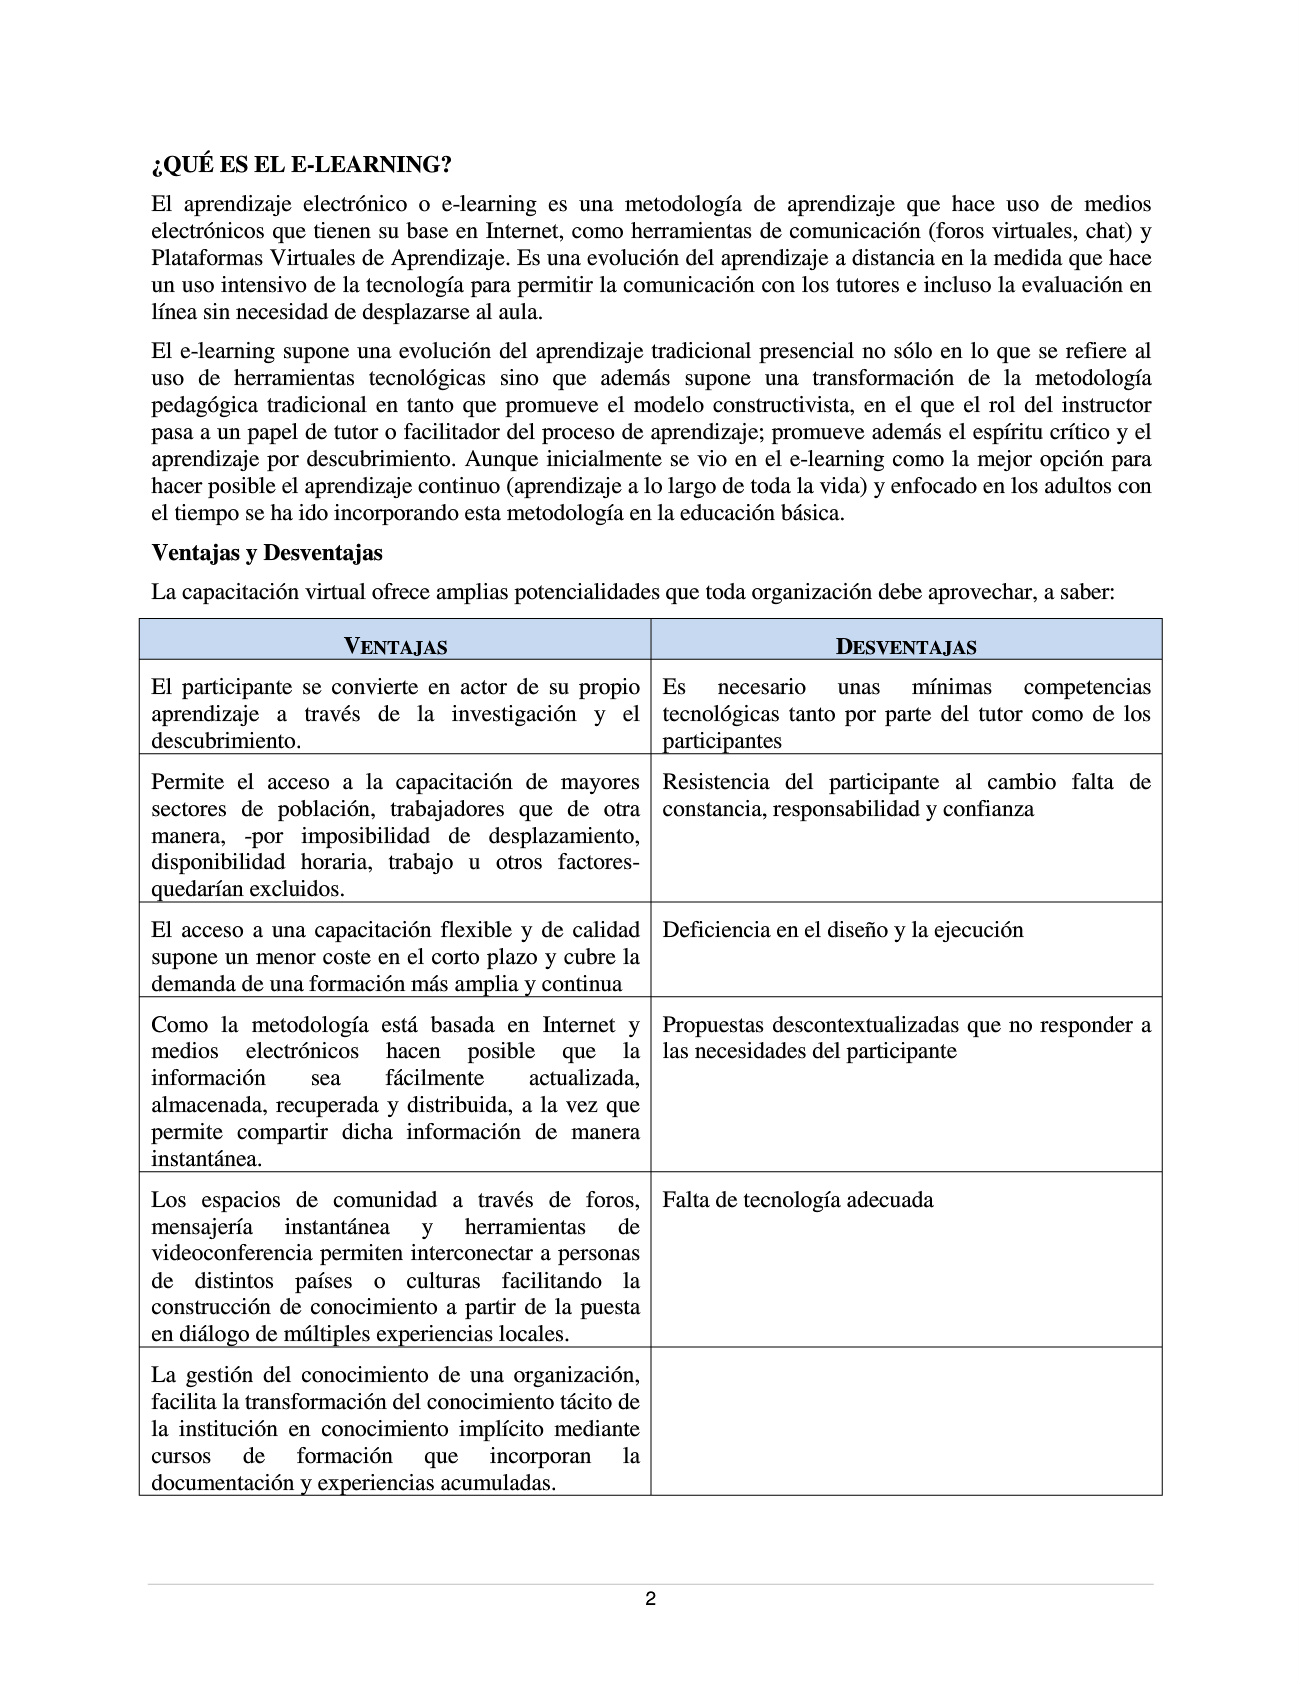 ¿QUÉ ES EL E-LEARNING?
El aprendizaje electrónico o e-learning es una metodología de aprendizaje que hace uso de medios
electrónicos que tienen su base en Internet, como herramientas de comunicación (foros virtuales, chat) y
Plataformas Virtuales de Aprendizaje. Es una evolución del aprendizaje a distancia en la medida que hace
un uso intensivo de la tecnología para permitir la comunicación con los tutores e incluso la evaluación en
línea sin necesidad de desplazarse al aula.
El e-learning supone una evolución del aprendizaje tradicional presencial no sólo en lo que se refiere al
uso de herramientas tecnológicas sino que además supone una transformación de la metodología
pedagógica tradicional en tanto que promueve el modelo constructivista, en el que el rol del instructor
pasa a un papel de tutor o facilitador del proceso de aprendizaje; promueve además el espíritu crítico y el
aprendizaje por descubrimiento. Aunque inicialmente se vio en el e-learning como la mejor opción para
hacer posible el aprendizaje continuo (aprendizaje a lo largo de toda la vida) y enfocado en los adultos con
el tiempo se ha ido incorporando esta metodología en la educación básica.
Ventajas y Desventajas
La capacitación virtual ofrece amplias potencialidades que toda organización debe aprovechar, a saber:
VENTAJAS
DESVENTAJAS
El participante se convierte en actor de su propio
aprendizaje a través de la investigación y el
descubrimiento.
Es necesario unas mínimas competencias
tecnológicas tanto por parte del tutor como de los
participantes
Permite el acceso a la capacitación de mayores
sectores de población, trabajadores que de otra
manera, -por imposibilidad de desplazamiento,
disponibilidad horaria, trabajo u otros factores-
quedarían excluidos.
Resistencia del participante al cambio falta de
constancia, responsabilidad y confianza
El acceso a una capacitación flexible y de calidad
supone un menor coste en el corto plazo y cubre la
demanda de una formación más amplia y continua
Deficiencia en el diseño y la ejecución
Como la metodología está basada en Internet y
medios electrónicos hacen posible que la
información sea fácilmente actualizada,
almacenada, recuperada y distribuida, a la vez que
permite compartir dicha información de manera
instantánea.
Propuestas descontextualizadas que no responder a
las necesidades del participante
Los espacios de comunidad a través de foros,
mensajería instantánea y herramientas de
videoconferencia permiten interconectar a personas
de distintos países o culturas facilitando la
construcción de conocimiento a partir de la puesta
en diálogo de múltiples experiencias locales.
Falta de tecnología adecuada
La gestión del conocimiento de una organización,
facilita la transformación del conocimiento tácito de
la institución en conocimiento implícito mediante
cursos de formación que incorporan la
documentación y experiencias acumuladas.
2